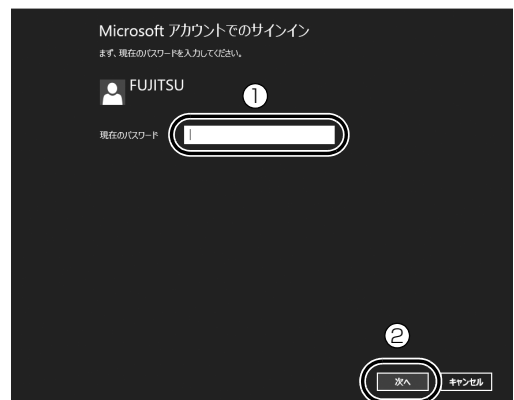 Microsoft アカウントでのサインイン
まず、現在のパスワードを入力してください。
FUJITSU
①
現在のパスワード
②
次へ
キャンセル